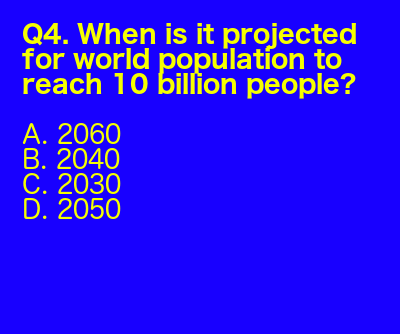 Q4. When is it projected
for world population to
reach 10 billion people?
A. 2060
B. 2040
C. 2030
D. 2050